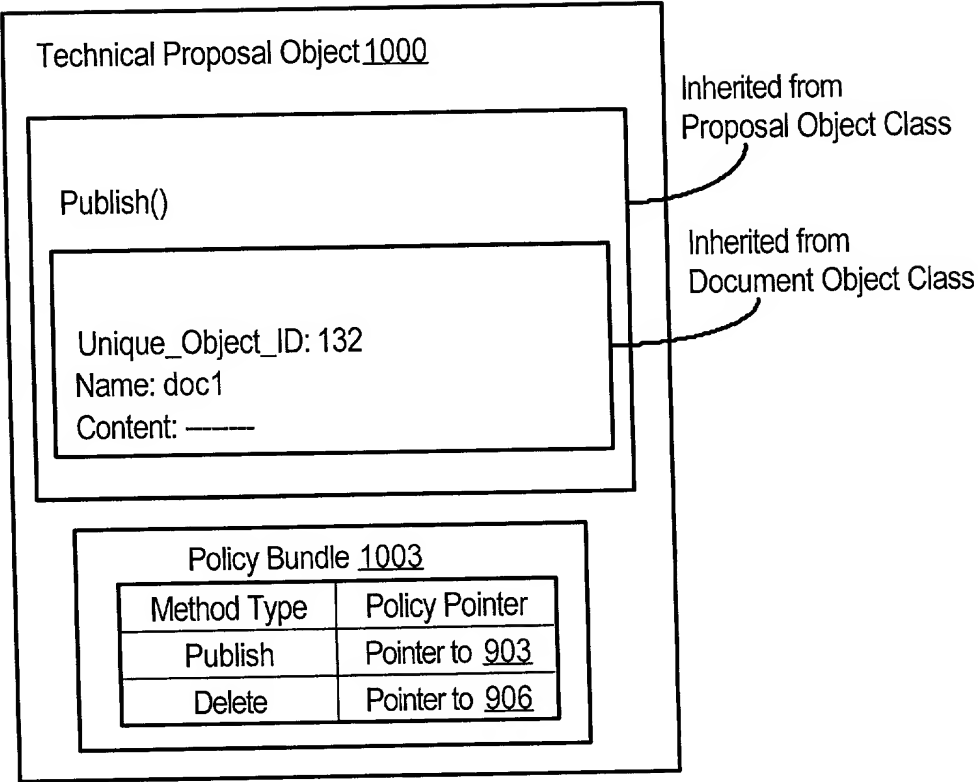 Technical Proposal Object 1000
Inherited from
Proposal Object Class
Publish()
Inherited from
Document Object Class
Unique_Object_ID: 132
Name: doc1
Content: --------
Policy Bundle 1003
Method Type Policy Pointer
Publish Pointer to 903
Delete Pointer to 906